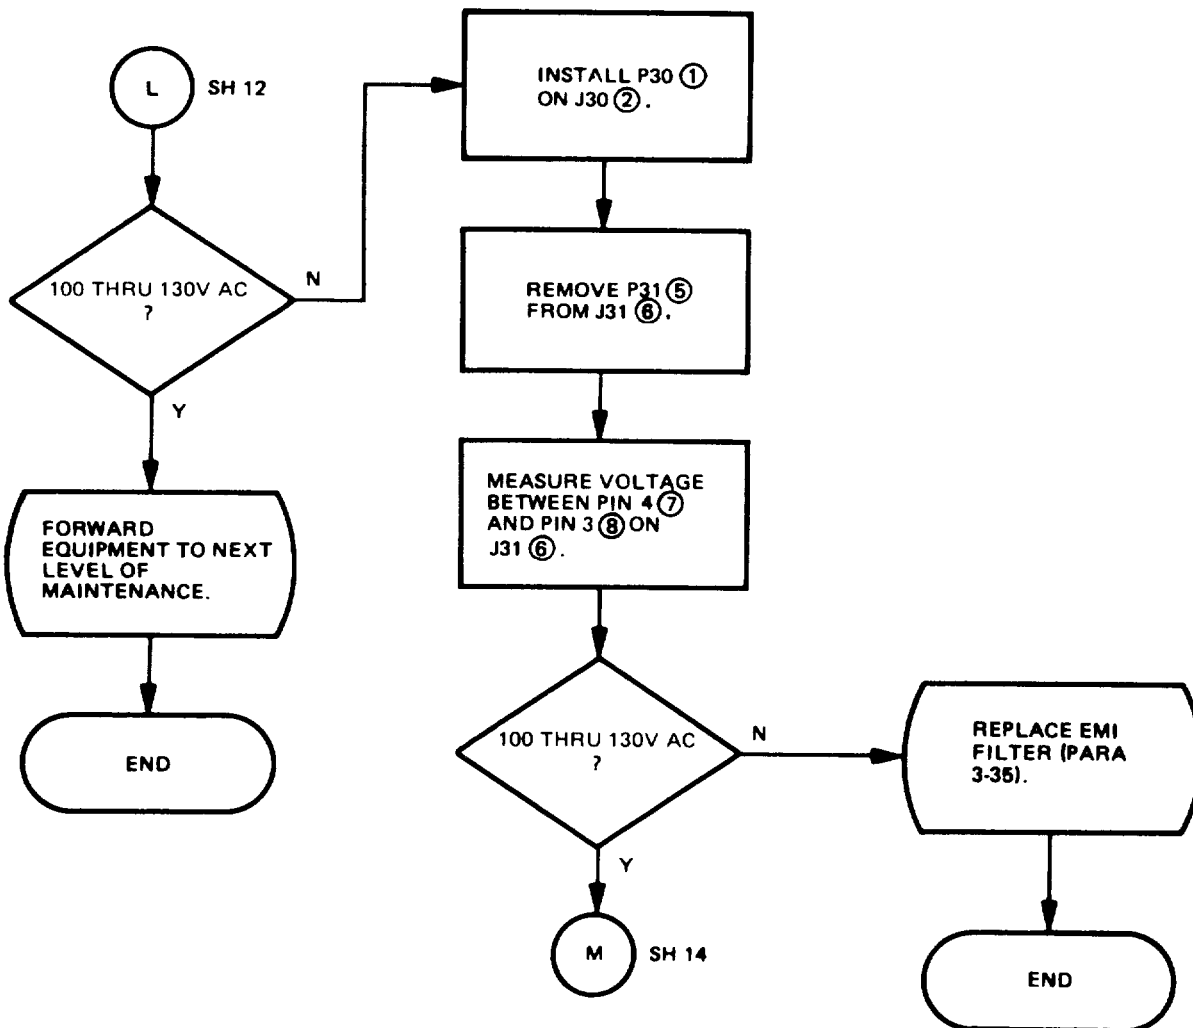 L
SH 12
100 THRU 130V AC
?
N
Y
FORWARD
EQUIPMENT TO NEXT
LEVEL OF
MAINTENANCE.
END
INSTALL P30 ①
ON J30 ②.
REMOVE P31 ⑤
FROM J31 ⑥.
MEASURE VOLTAGE
BETWEEN PIN 4 ⑦
AND PIN 3 ⑧ ON
J31 ⑥.
100 THRU 130V AC
?
N
Y
M
SH 14
REPLACE EMI
FILTER (PARA
3-35).
END